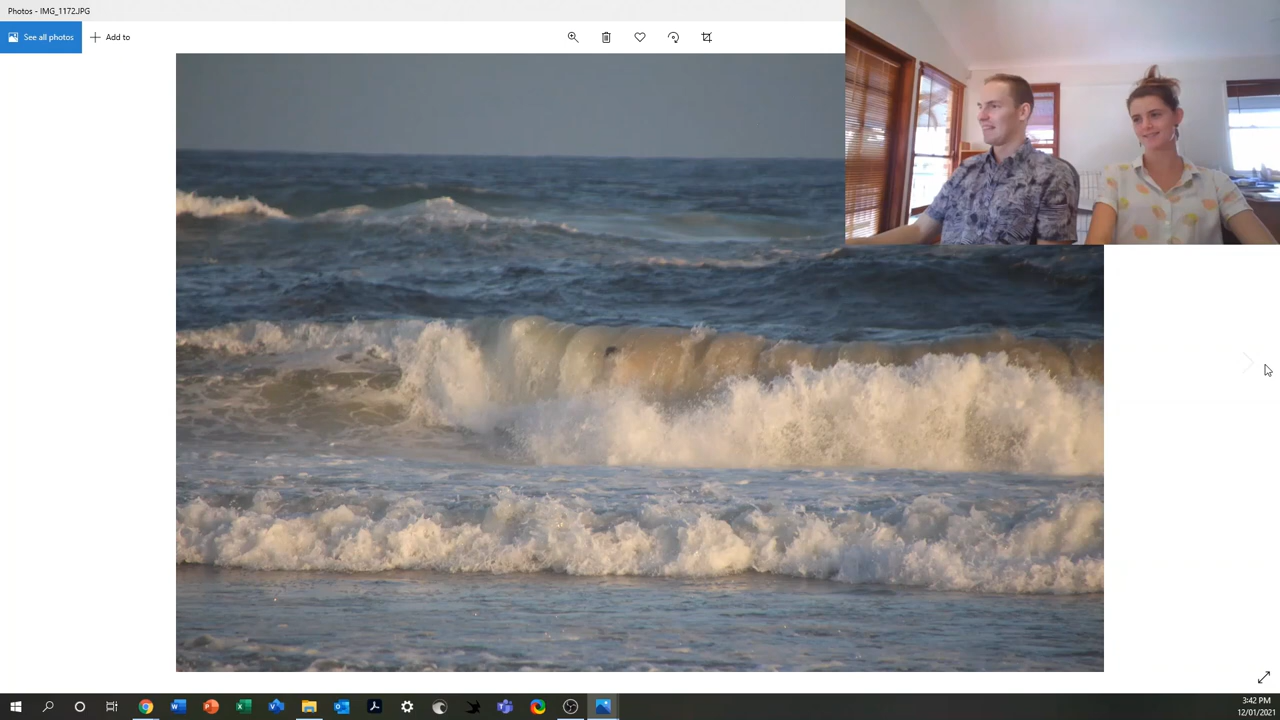 Photos - IMG_1172.JPG
See all photos
Add to
3:42 PM
12/01/2021